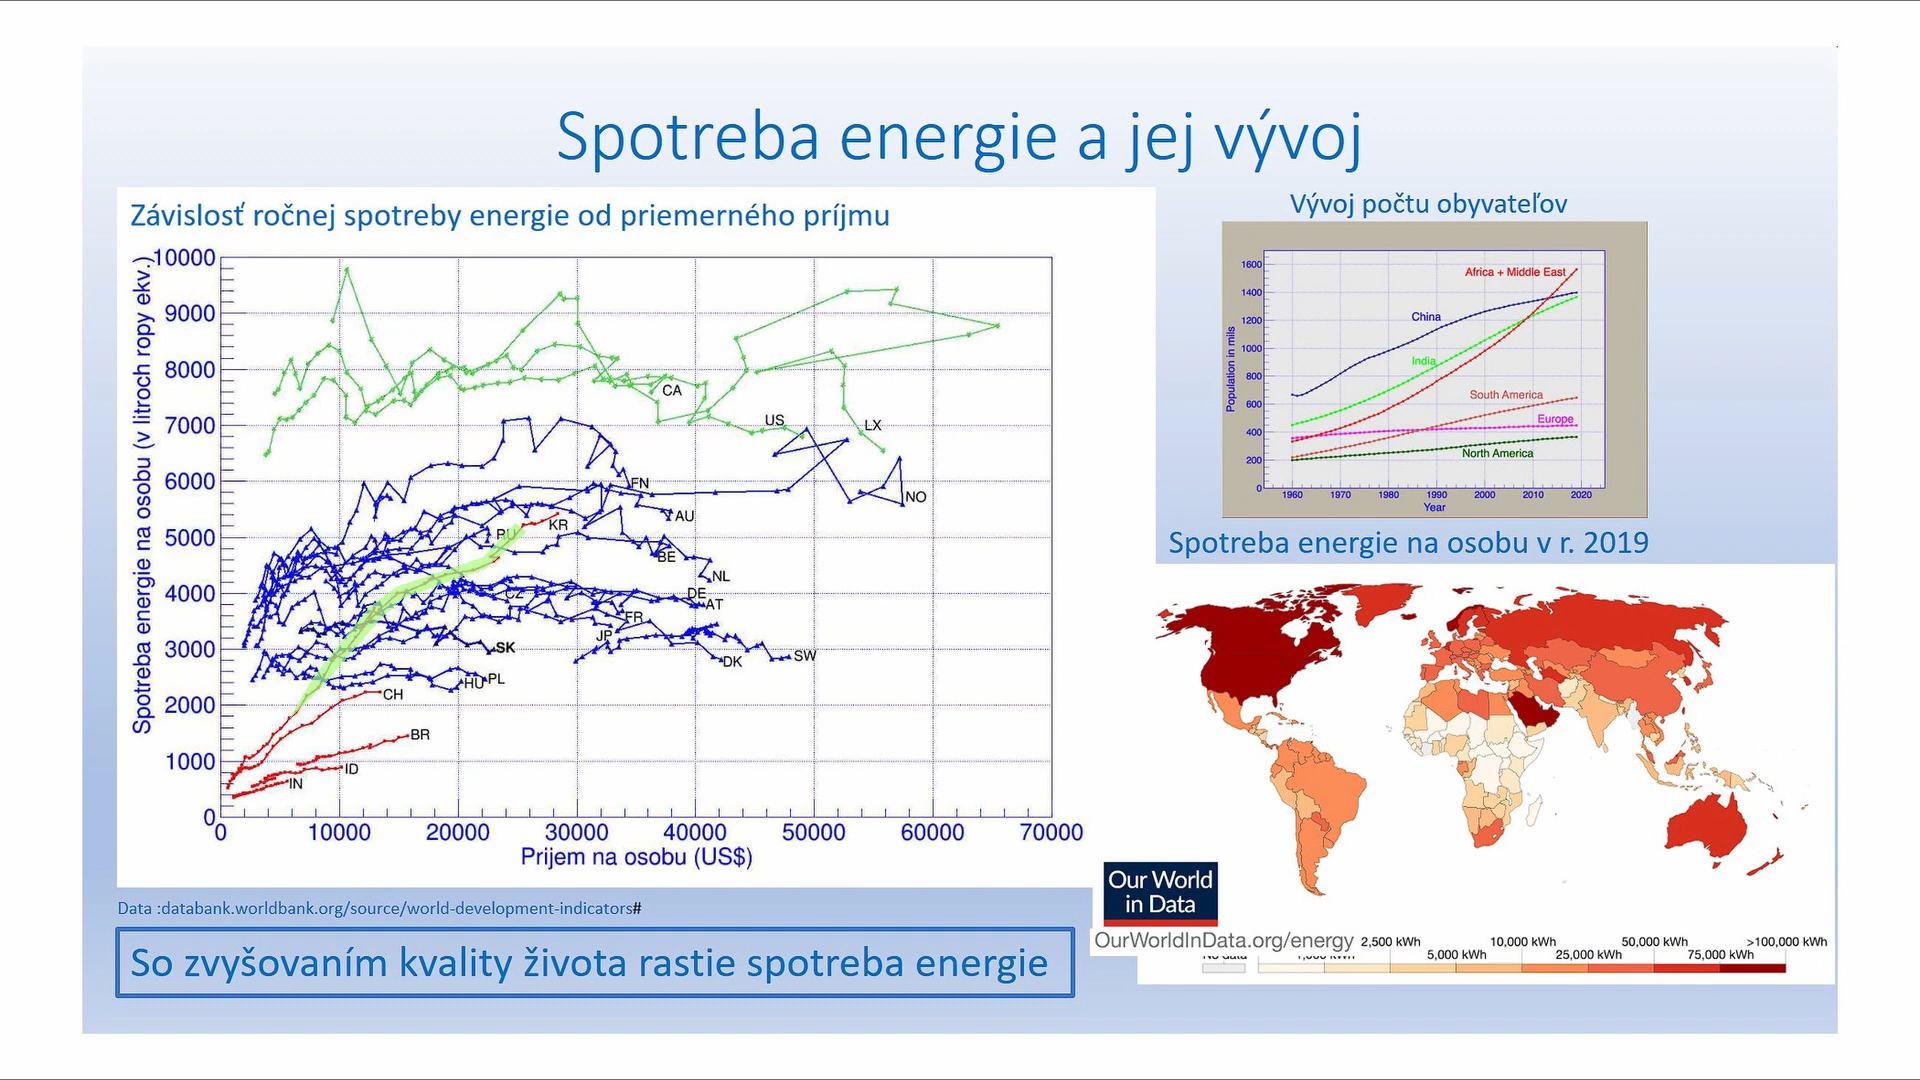 Spotreba energie a jej vývoj
Závislosť ročnej spotreby energie od priemerného príjmu
Spotreba energie na osobu (v litroch ropy ekv.)
10000
9000
8000
7000
6000
5000
4000
3000
2000
1000
0
0 10000 20000 30000 40000 50000 60000 70000
Prijem na osobu (US$)
CA
US
LX
FN
NO
AU
KR
RU
BE
NL
DE
CZ
AT
FR
JP
SK
DK
SW
HU
PL
CH
BR
ID
IN
Data :databank.worldbank.org/source/world-development-indicators#
So zvyšovaním kvality života rastie spotreba energie
Vývoj počtu obyvateľov
Population in mils
1600
1400
1200
1000
800
600
400
200
0
1960 1970 1980 1990 2000 2010 2020
Year
Africa + Middle East
China
India
South America
Europe
North America
Spotreba energie na osobu v r. 2019
Our World
in Data
OurWorldInData.org/energy
2,500 kWh 10,000 kWh 50,000 kWh >100,000 kWh
5,000 kWh 25,000 kWh 75,000 kWh